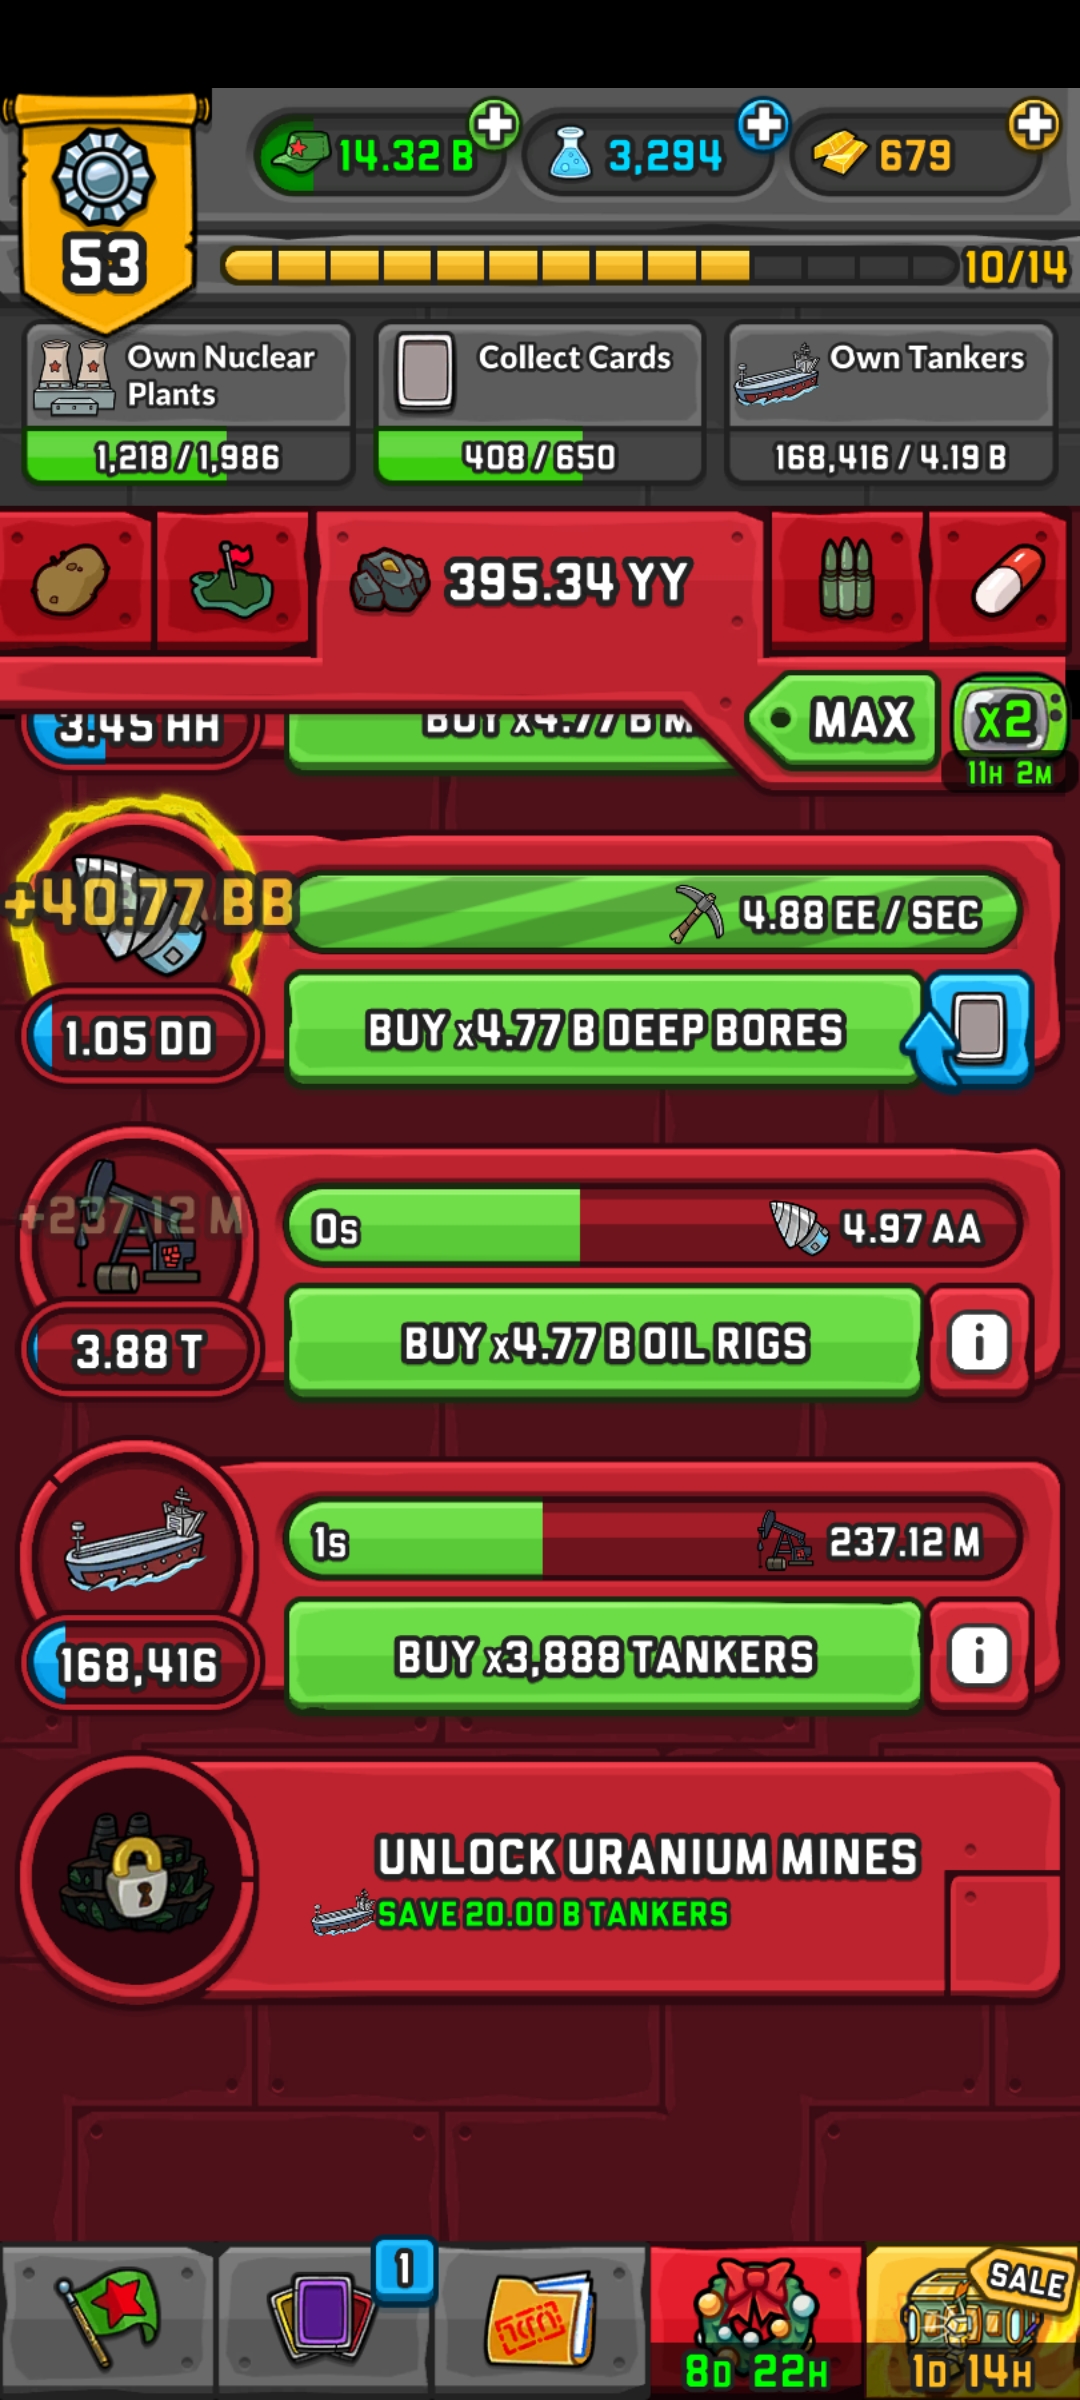 14.32 B
3,294
679
53
10/14
Own Nuclear
Plants
1,218 / 1,986
Collect Cards
408 / 650
Own Tankers
168,416 / 4.19 B
395.34 YY
MAX
x2
11H 2M
3.45 HH
BUY x4.77 B M
+40.77 BB
4.88 EE / SEC
1.05 DD
BUY x4.77 B DEEP BORES
+237.12 M
0s
4.97 AA
3.88 T
BUY x4.77 B OIL RIGS
i
1s
237.12 M
168,416
BUY x3,888 TANKERS
i
UNLOCK URANIUM MINES
SAVE 20.00 B TANKERS
1
SALE
8D 22H
1D 14H